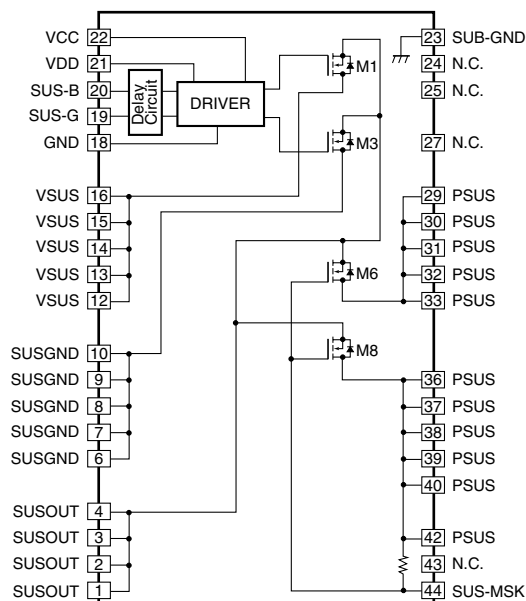 VCC 22
VDD 21
SUS-B 20
SUS-G 19
GND 18
VSUS 16
VSUS 15
VSUS 14
VSUS 13
VSUS 12
SUSGND 10
SUSGND 9
SUSGND 8
SUSGND 7
SUSGND 6
SUSOUT 4
SUSOUT 3
SUSOUT 2
SUSOUT 1
Delay
Circuit
DRIVER
M1
M3
M6
M8
23 SUB-GND
24 N.C.
25 N.C.
27 N.C.
29 PSUS
30 PSUS
31 PSUS
32 PSUS
33 PSUS
36 PSUS
37 PSUS
38 PSUS
39 PSUS
40 PSUS
42 PSUS
43 N.C.
44 SUS-MSK